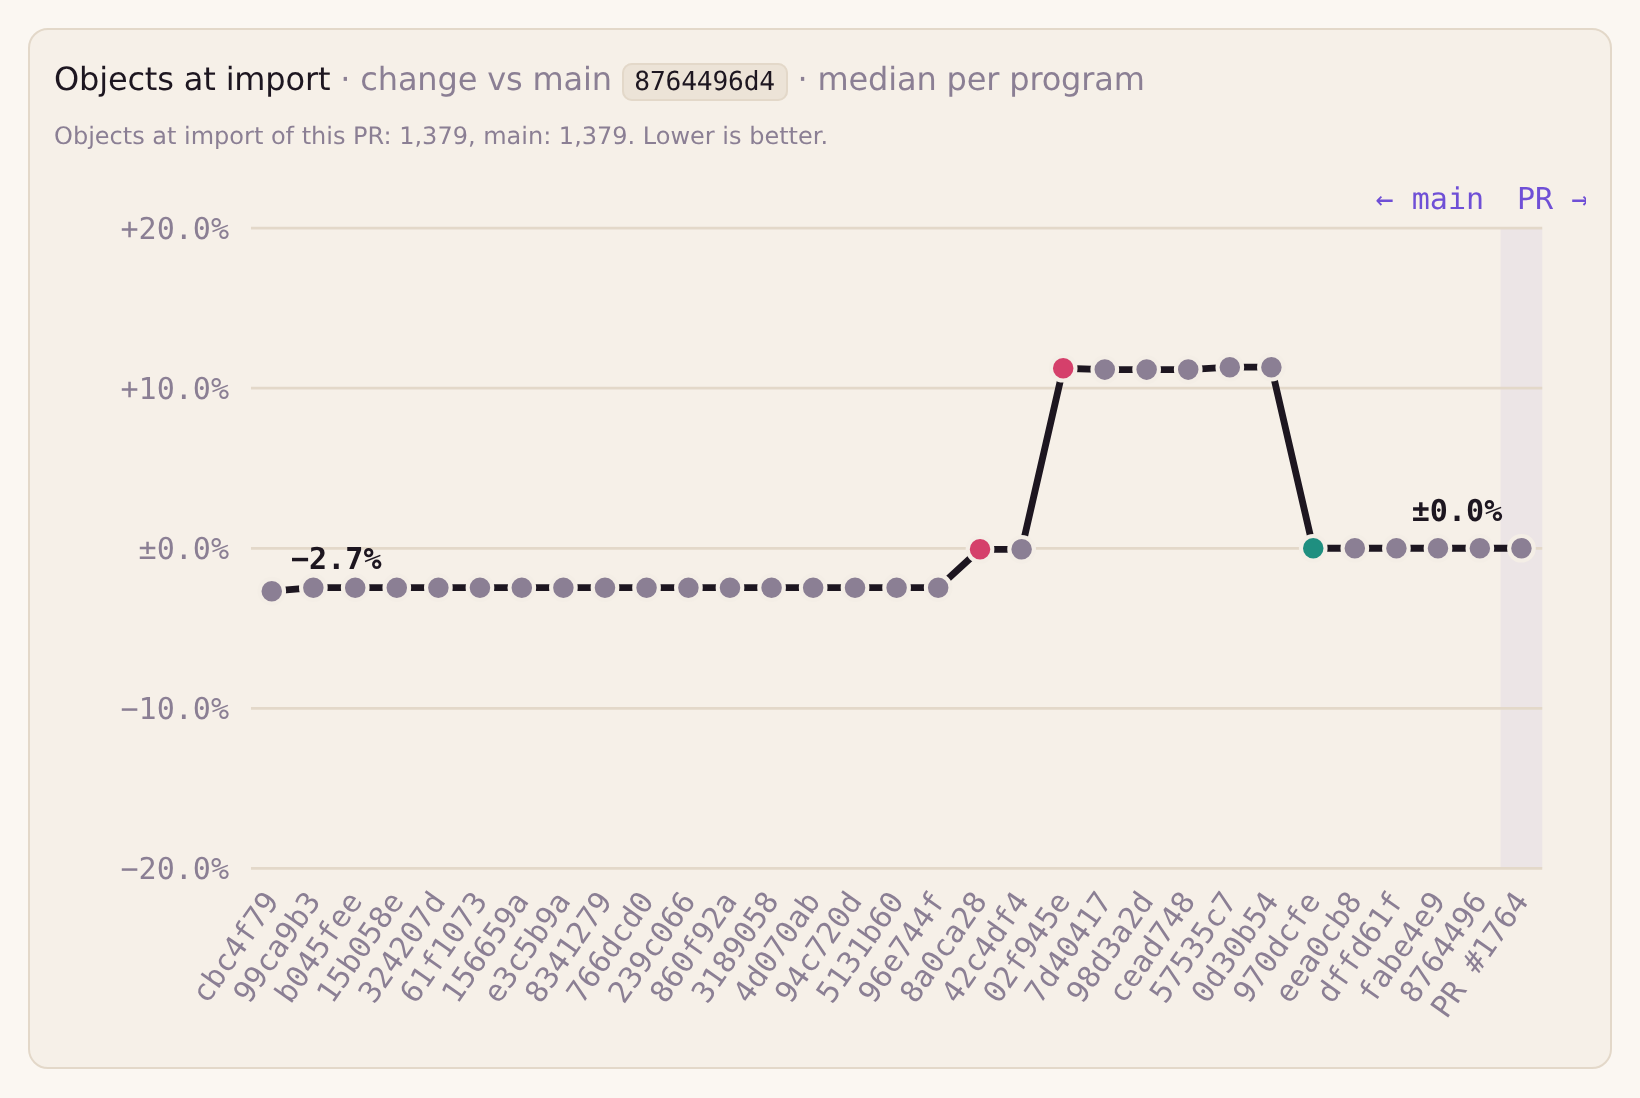 Objects at import · change vs main 8764496d4 · median per program
Objects at import of this PR: 1,379, main: 1,379. Lower is better.
← main PR →
+20.0%
+10.0%
±0.0%
−10.0%
−20.0%
−2.7%
±0.0%
cbc4f79
99ca9b3
b045fee
15b058e
324207d
61f1073
156659a
e3c5b9a
8341279
766dcd0
239c066
860f92a
3189058
4d070ab
94c720d
5131b60
96e744f
8a0ca28
42c4df4
02f945e
7d40417
98d3a2d
cead748
57535c7
0d30b54
970dcfe
eea0cb8
dffd61f
fabe4e9
8764496
PR #1764